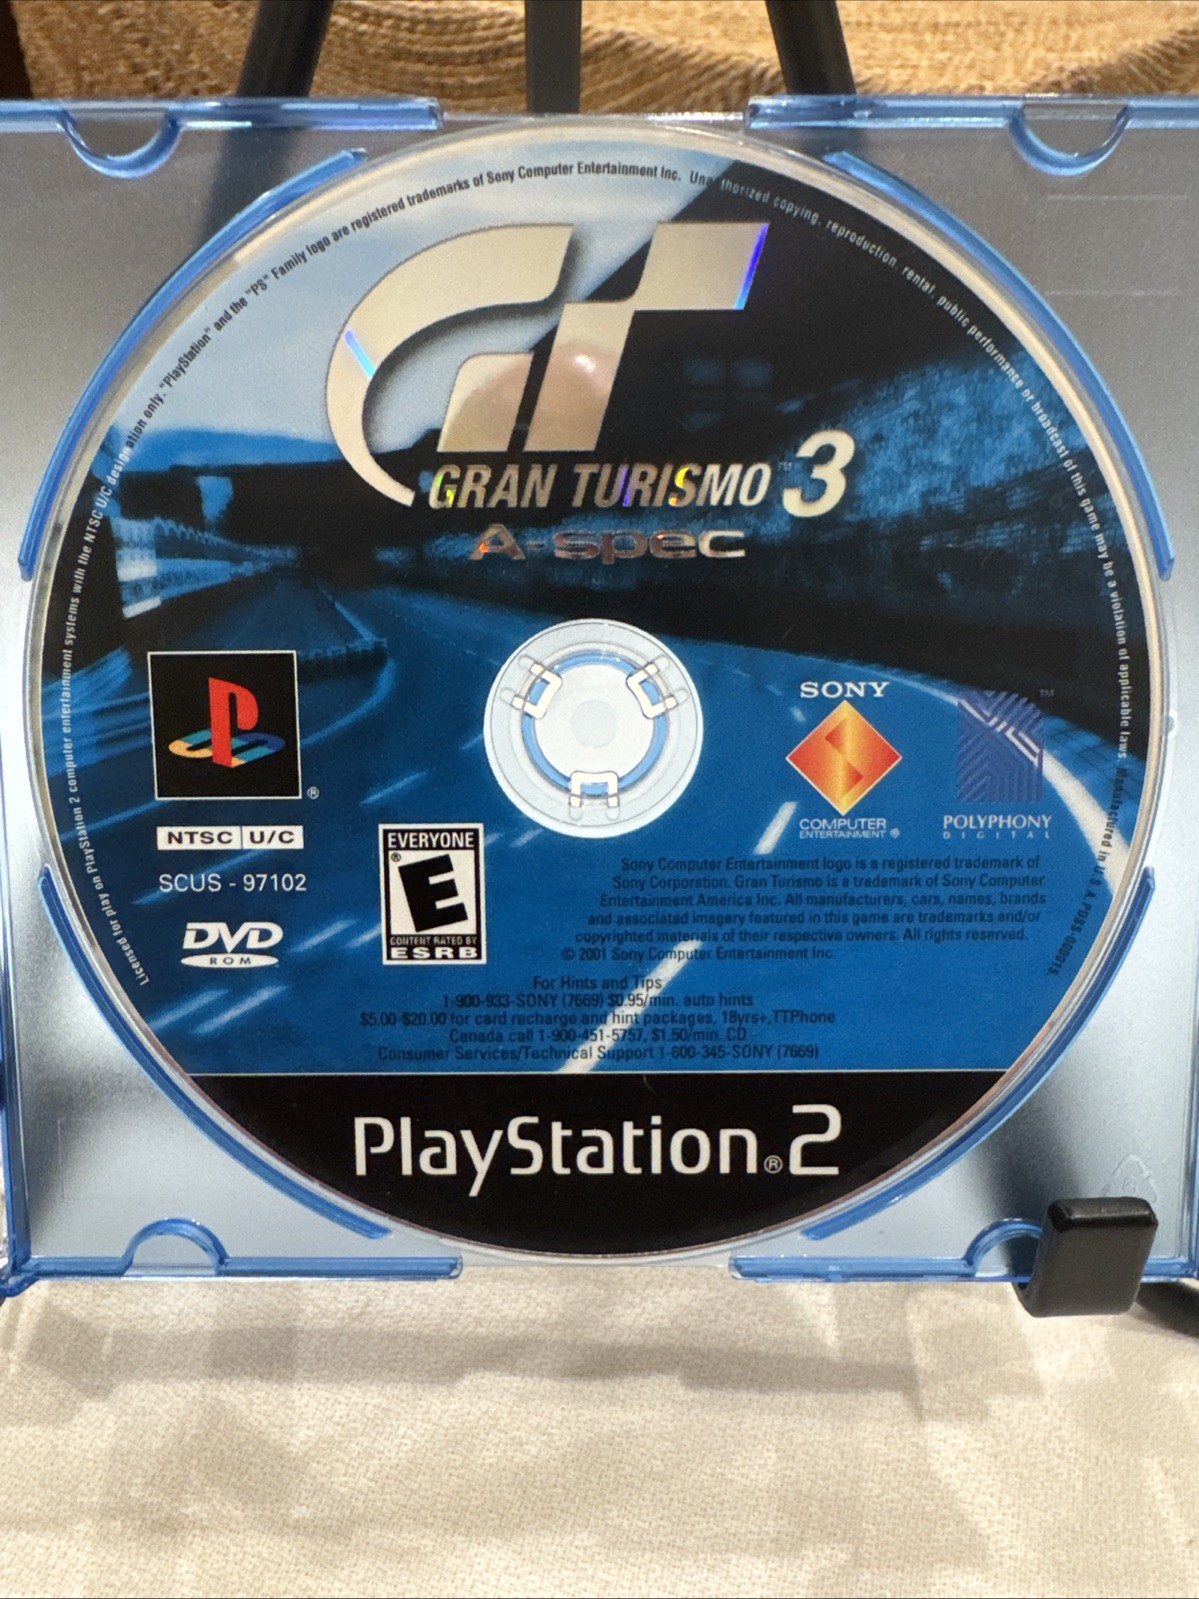 Licensed for play on PlayStation 2 computer entertainment systems with the NTSC U/C designation only. "PlayStation" and the "PS" Family logo are registered trademarks of Sony Computer Entertainment Inc. Unauthorized copying, reproduction, rental, public performance or broadcast of this game may be a violation of applicable laws. Manufactured in U.S.A. PDSS-000015
GT
GRAN TURISMO™ 3
A-spec
®
NTSC U/C
SCUS - 97102
DVD
ROM
EVERYONE
®
E
CONTENT RATED BY
ESRB
SONY
COMPUTER
ENTERTAINMENT ®
TM
POLYPHONY
DIGITAL
Sony Computer Entertainment logo is a registered trademark of
Sony Corporation. Gran Turismo is a trademark of Sony Computer
Entertainment America Inc. All manufacturers, cars, names, brands
and associated imagery featured in this game are trademarks and/or
copyrighted materials of their respective owners. All rights reserved.
© 2001 Sony Computer Entertainment Inc.
For Hints and Tips
1-900-933-SONY (7669) $0.95/min. auto hints
$5.00-$20.00 for card recharge and hint packages, 18yrs+,TTPhone
Canada call 1-900-451-5757, $1.50/min. CD
Consumer Services/Technical Support 1-800-345-SONY (7669)
PlayStation®2